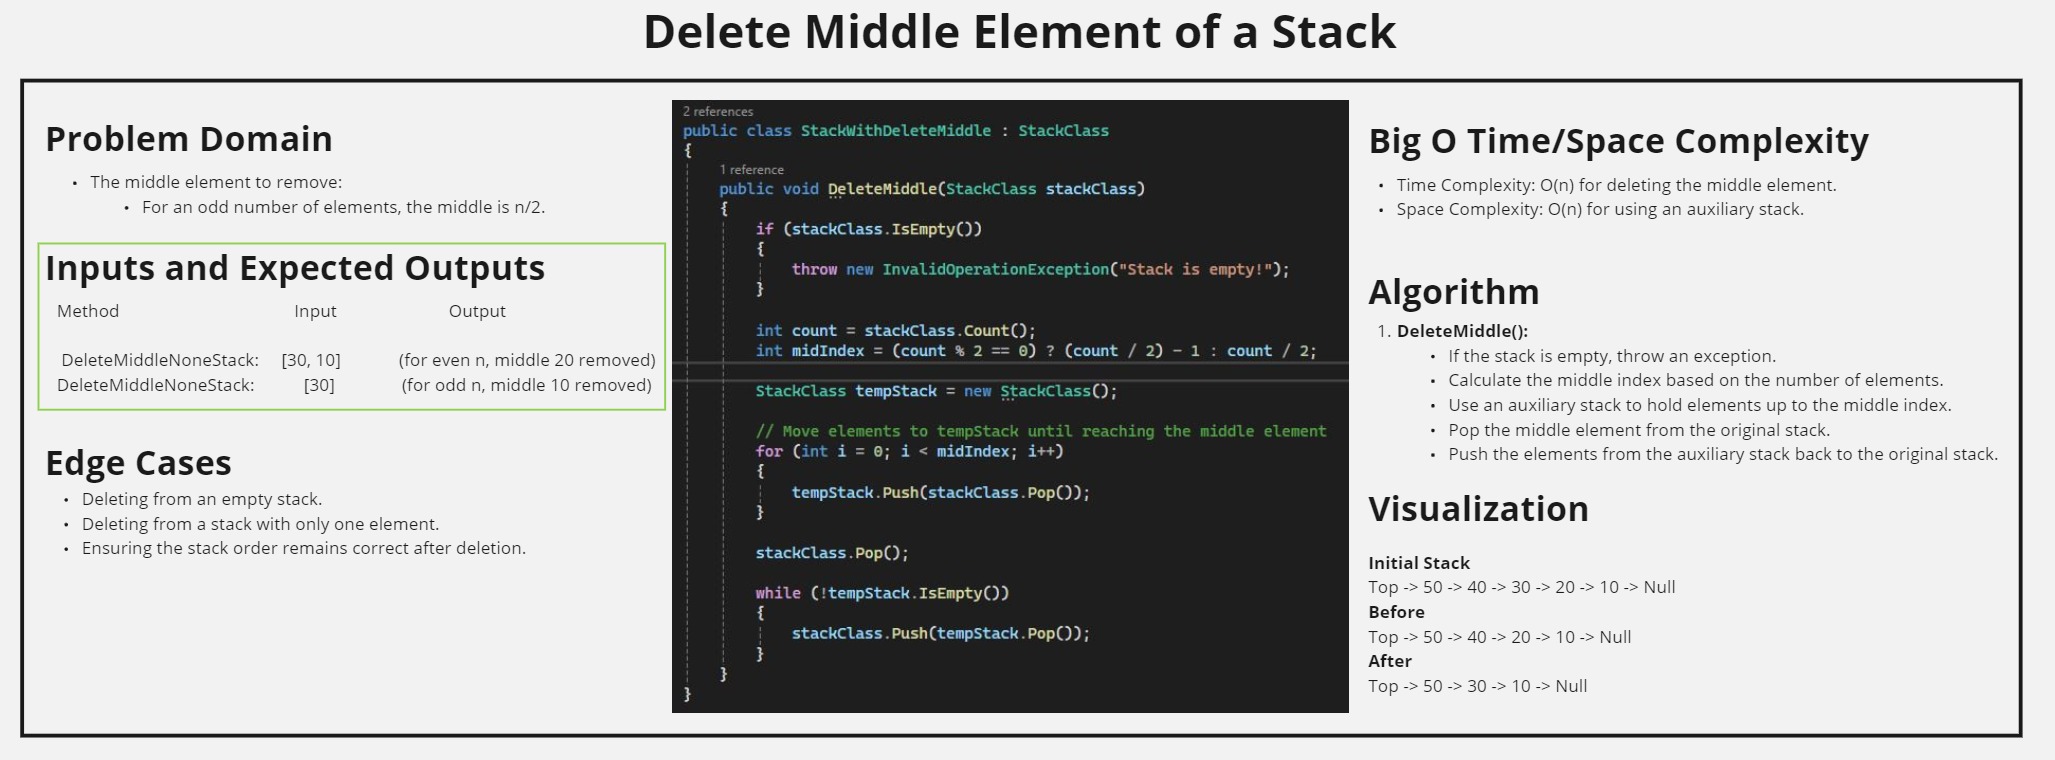 Delete Middle Element of a Stack
Problem Domain
• The middle element to remove:
• For an odd number of elements, the middle is n/2.
Inputs and Expected Outputs
Method Input Output
DeleteMiddleNoneStack: [30, 10] (for even n, middle 20 removed)
DeleteMiddleNoneStack: [30] (for odd n, middle 10 removed)
Edge Cases
• Deleting from an empty stack.
• Deleting from a stack with only one element.
• Ensuring the stack order remains correct after deletion.
2 references
public class StackWithDeleteMiddle : StackClass
{
1 reference
public void DeleteMiddle(StackClass stackClass)
{
if (stackClass.IsEmpty())
{
throw new InvalidOperationException("Stack is empty!");
}
int count = stackClass.Count();
int midIndex = (count % 2 == 0) ? (count / 2) - 1 : count / 2;
StackClass tempStack = new StackClass();
// Move elements to tempStack until reaching the middle element
for (int i = 0; i < midIndex; i++)
{
tempStack.Push(stackClass.Pop());
}
stackClass.Pop();
while (!tempStack.IsEmpty())
{
stackClass.Push(tempStack.Pop());
}
}
}
Big O Time/Space Complexity
• Time Complexity: O(n) for deleting the middle element.
• Space Complexity: O(n) for using an auxiliary stack.
Algorithm
1. DeleteMiddle():
• If the stack is empty, throw an exception.
• Calculate the middle index based on the number of elements.
• Use an auxiliary stack to hold elements up to the middle index.
• Pop the middle element from the original stack.
• Push the elements from the auxiliary stack back to the original stack.
Visualization
Initial Stack
Top -> 50 -> 40 -> 30 -> 20 -> 10 -> Null
Before
Top -> 50 -> 40 -> 20 -> 10 -> Null
After
Top -> 50 -> 30 -> 10 -> Null